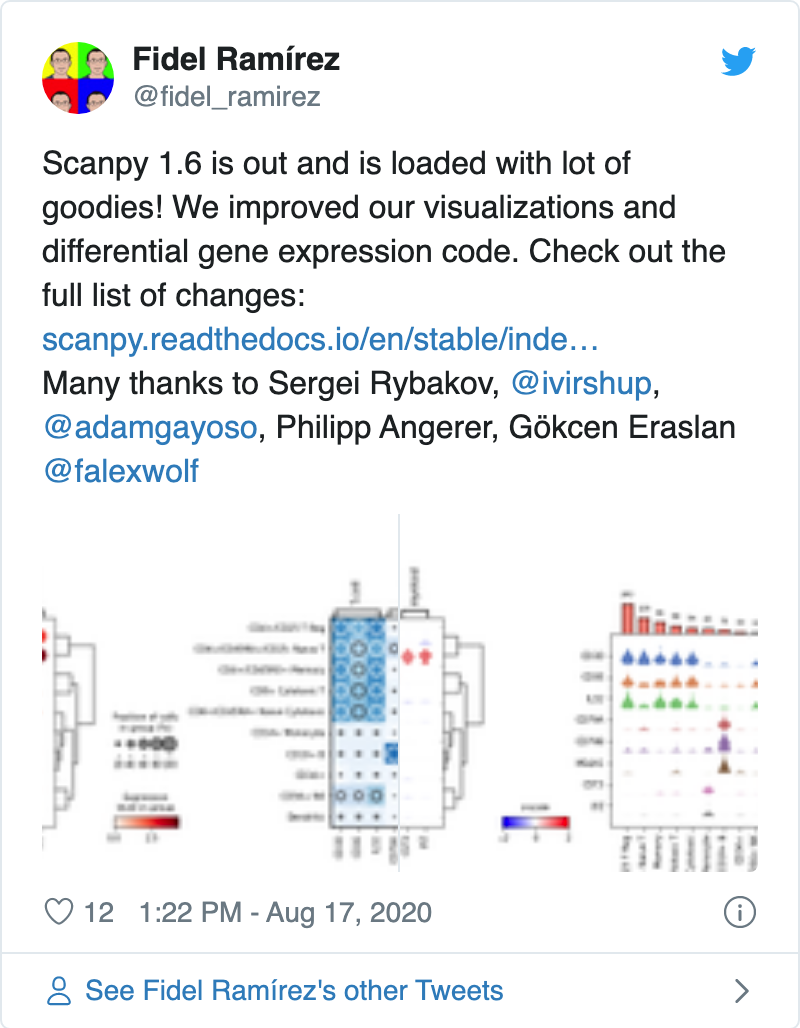 Fidel Ramírez
@fidel_ramirez
Scanpy 1.6 is out and is loaded with lot of
goodies! We improved our visualizations and
differential gene expression code. Check out the
full list of changes:
scanpy.readthedocs.io/en/stable/inde…
Many thanks to Sergei Rybakov, @ivirshup,
@adamgayoso, Philipp Angerer, Gökcen Eraslan
@falexwolf
12 1:22 PM - Aug 17, 2020
See Fidel Ramírez's other Tweets